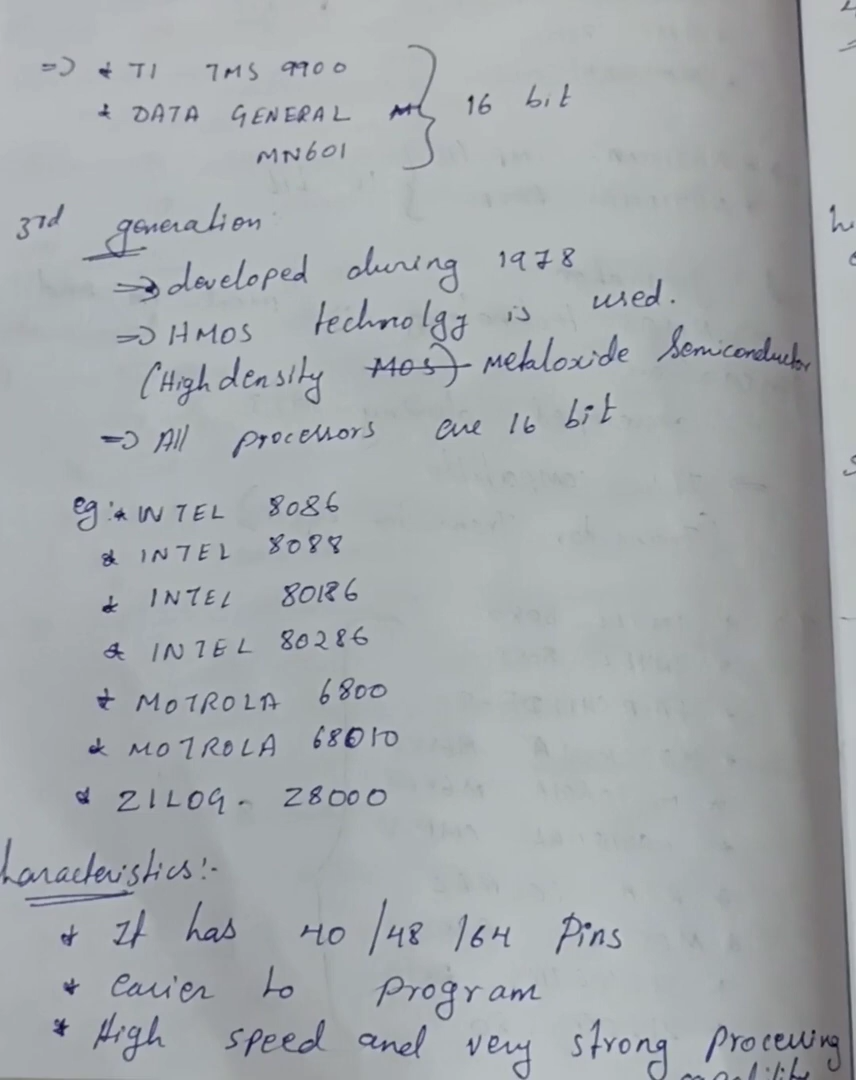 => * TI TMS 9900
* DATA GENERAL } 16 bit
MN601
3rd generation
=> developed during 1978
=> HMOS technolgy is used.
(High density MOS) metaloxide Semiconductor
=> All processors are 16 bit
eg:* INTEL 8086
* INTEL 8088
* INTEL 80186
* INTEL 80286
* MOTROLA 6800
* MOTROLA 68010
* ZILOG - Z8000
haracteristics:-
* It has 40/48/64 Pins
* easier to program
* High speed and very strong processing